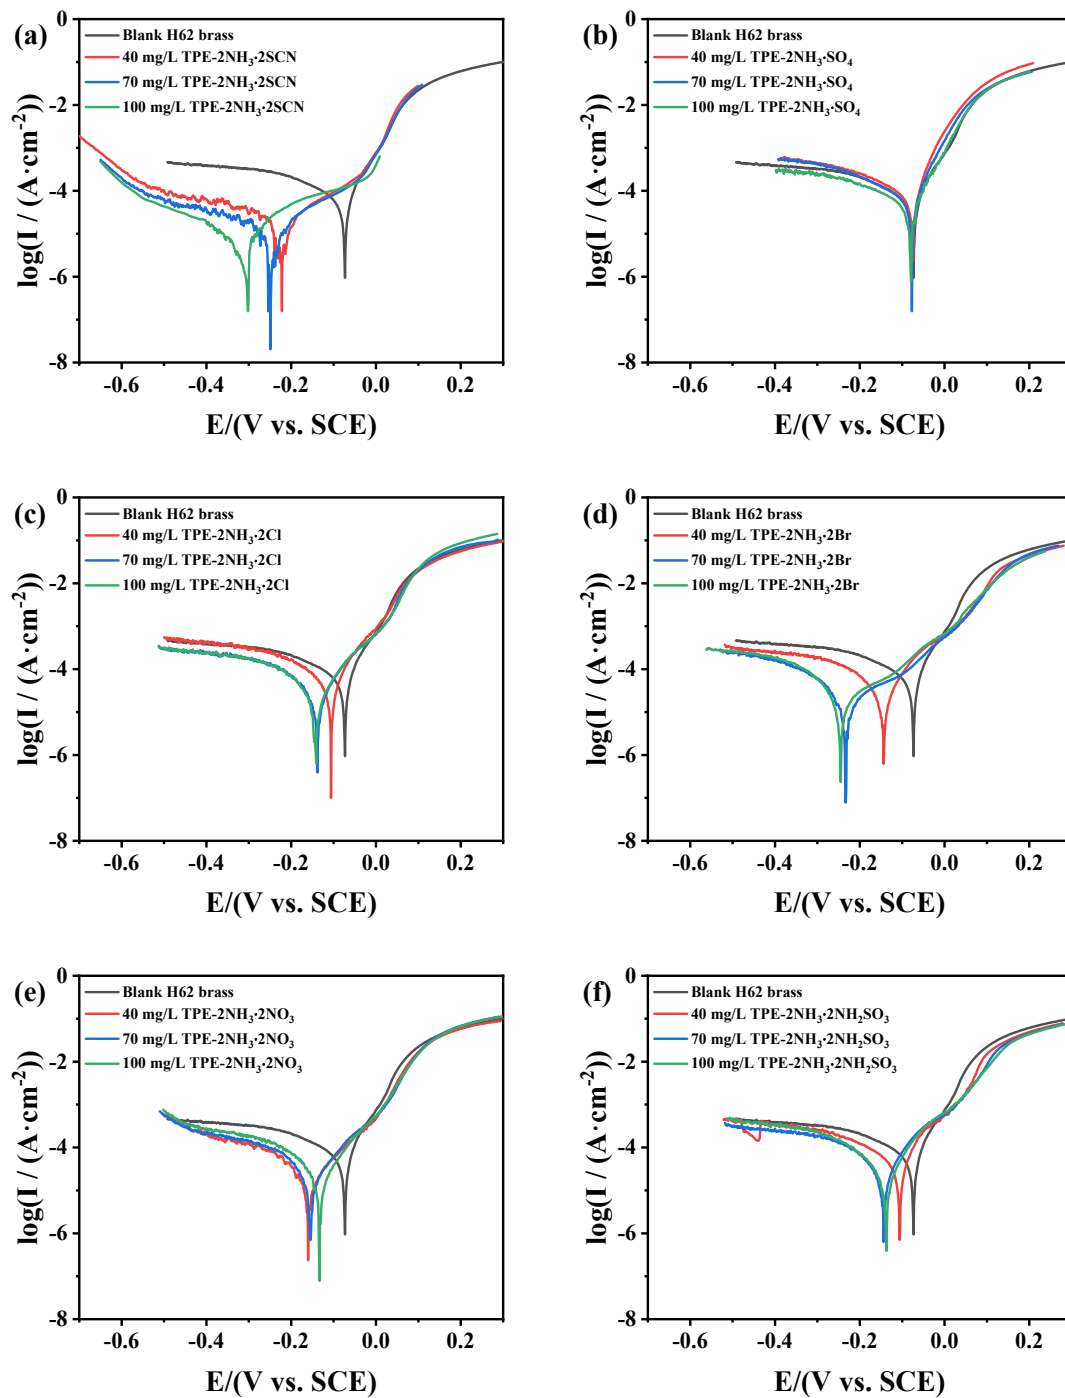 (a)
Blank H62 brass
40 mg/L TPE-2NH₃·2SCN
70 mg/L TPE-2NH₃·2SCN
100 mg/L TPE-2NH₃·2SCN
0
-2
-4
-6
-8
-0.6 -0.4 -0.2 0.0 0.2
log(I / (A·cm⁻²))
E/(V vs. SCE)
(b)
Blank H62 brass
40 mg/L TPE-2NH₃·SO₄
70 mg/L TPE-2NH₃·SO₄
100 mg/L TPE-2NH₃·SO₄
0
-2
-4
-6
-8
-0.6 -0.4 -0.2 0.0 0.2
log(I / (A·cm⁻²))
E/(V vs. SCE)
(c)
Blank H62 brass
40 mg/L TPE-2NH₃·2Cl
70 mg/L TPE-2NH₃·2Cl
100 mg/L TPE-2NH₃·2Cl
0
-2
-4
-6
-8
-0.6 -0.4 -0.2 0.0 0.2
log(I / (A·cm⁻²))
E/(V vs. SCE)
(d)
Blank H62 brass
40 mg/L TPE-2NH₃·2Br
70 mg/L TPE-2NH₃·2Br
100 mg/L TPE-2NH₃·2Br
0
-2
-4
-6
-8
-0.6 -0.4 -0.2 0.0 0.2
log(I / (A·cm⁻²))
E/(V vs. SCE)
(e)
Blank H62 brass
40 mg/L TPE-2NH₃·2NO₃
70 mg/L TPE-2NH₃·2NO₃
100 mg/L TPE-2NH₃·2NO₃
0
-2
-4
-6
-8
-0.6 -0.4 -0.2 0.0 0.2
log(I / (A·cm⁻²))
E/(V vs. SCE)
(f)
Blank H62 brass
40 mg/L TPE-2NH₃·2NH₂SO₃
70 mg/L TPE-2NH₃·2NH₂SO₃
100 mg/L TPE-2NH₃·2NH₂SO₃
0
-2
-4
-6
-8
-0.6 -0.4 -0.2 0.0 0.2
log(I / (A·cm⁻²))
E/(V vs. SCE)